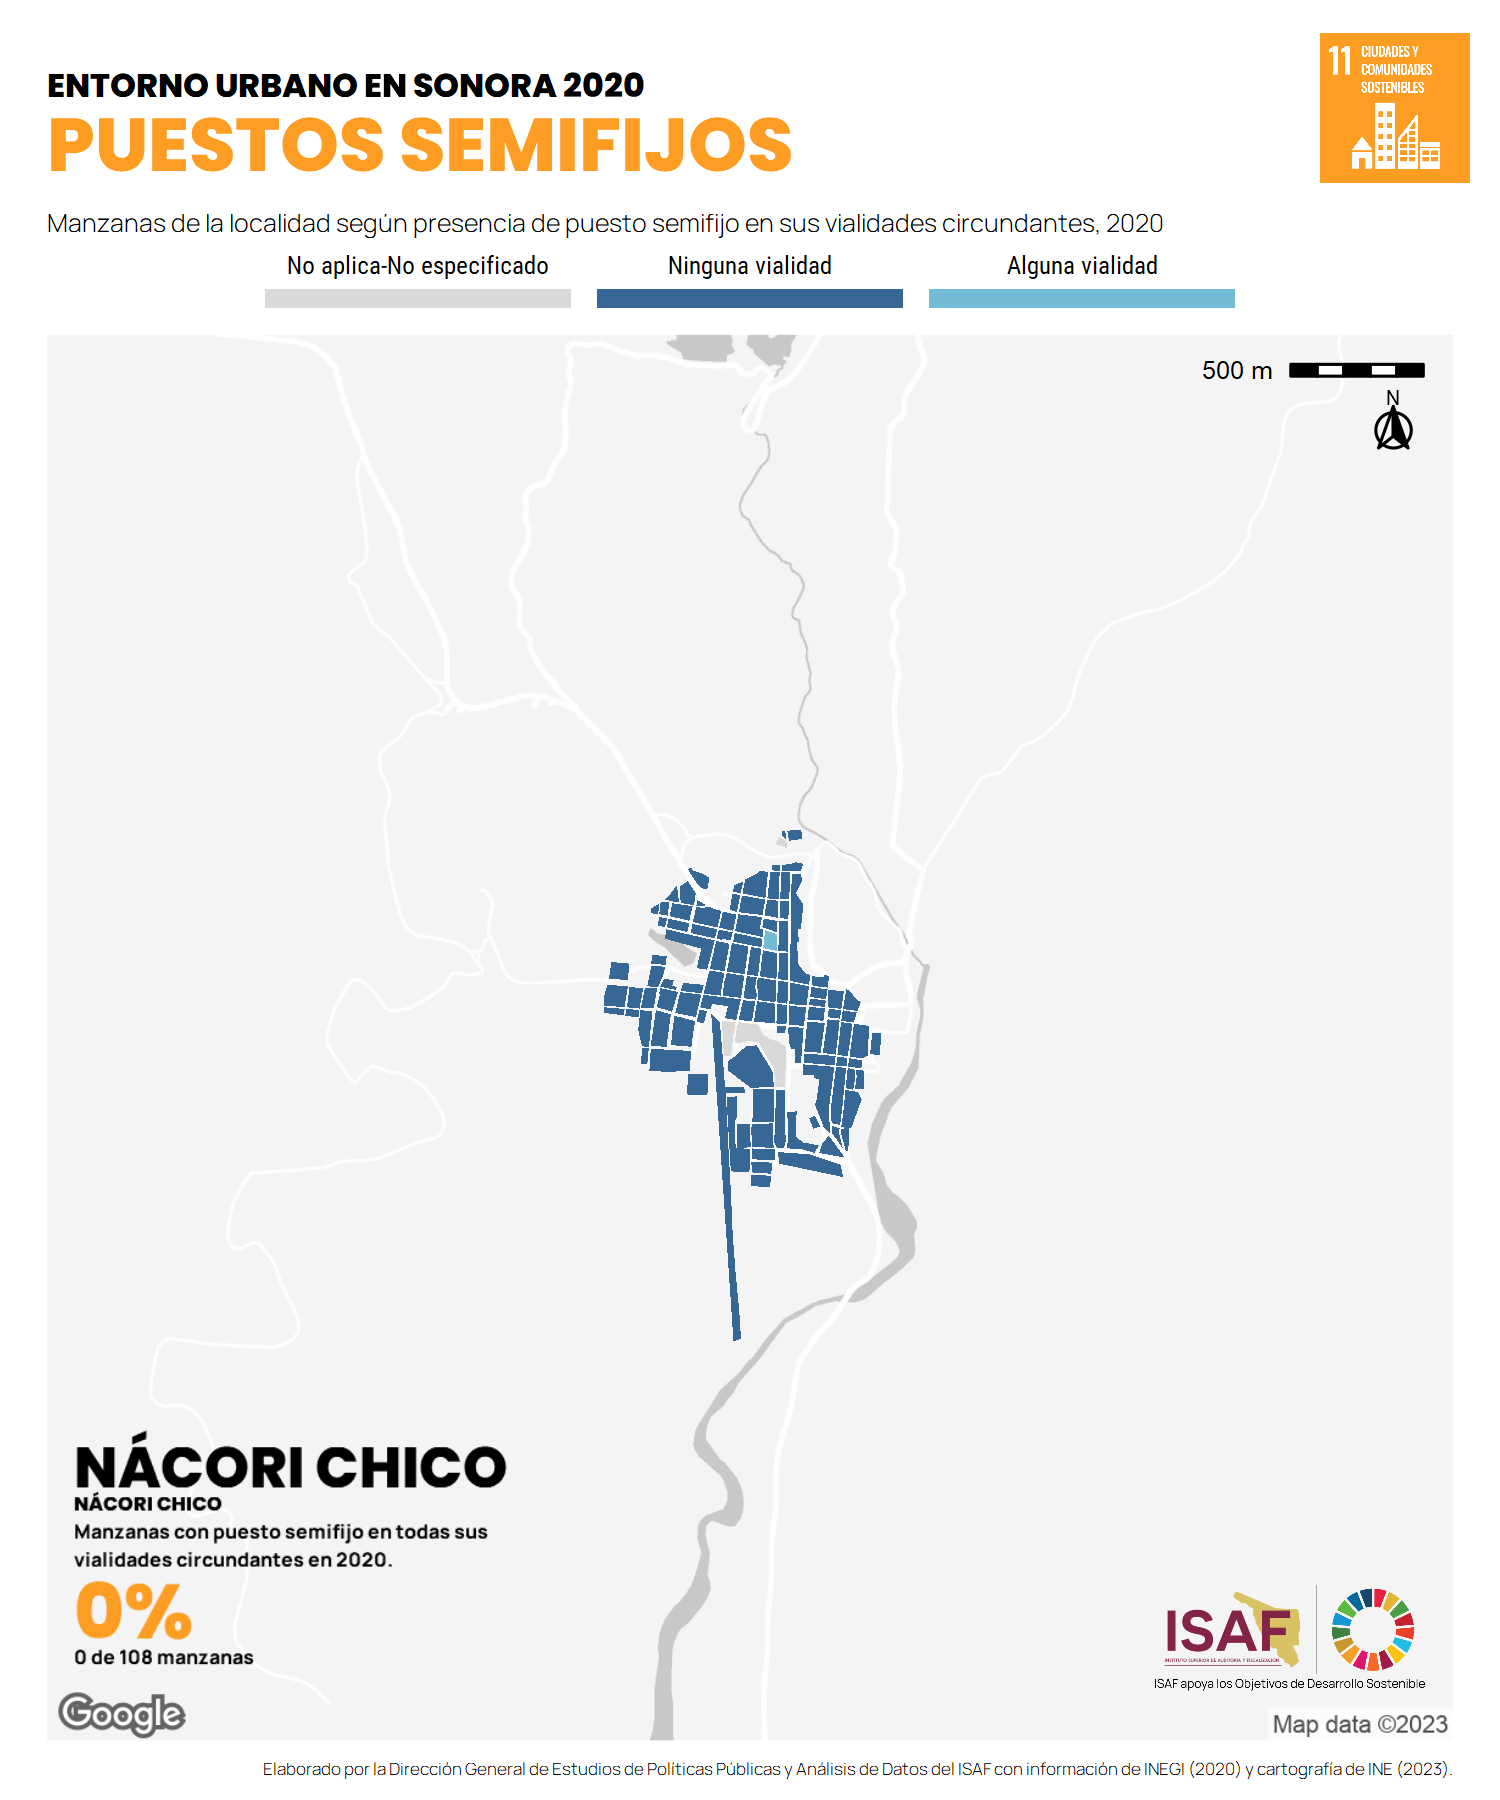 ENTORNO URBANO EN SONORA 2020
PUESTOS SEMIFIJOS
11 CIUDADES Y
COMUNIDADES
SOSTENIBLES
Manzanas de la localidad según presencia de puesto semifijo en sus vialidades circundantes, 2020
No aplica-No especificado Ninguna vialidad Alguna vialidad
500 m
N
NÁCORI CHICO
NÁCORI CHICO
Manzanas con puesto semifijo en todas sus
vialidades circundantes en 2020.
0%
0 de 108 manzanas
ISAF
INSTITUTO SUPERIOR DE AUDITORÍA Y FISCALIZACIÓN
ISAF apoya los Objetivos de Desarrollo Sostenible
Google
Map data ©2023
Elaborado por la Dirección General de Estudios de Políticas Públicas y Análisis de Datos del ISAF con información de INEGI (2020) y cartografía de INE (2023).